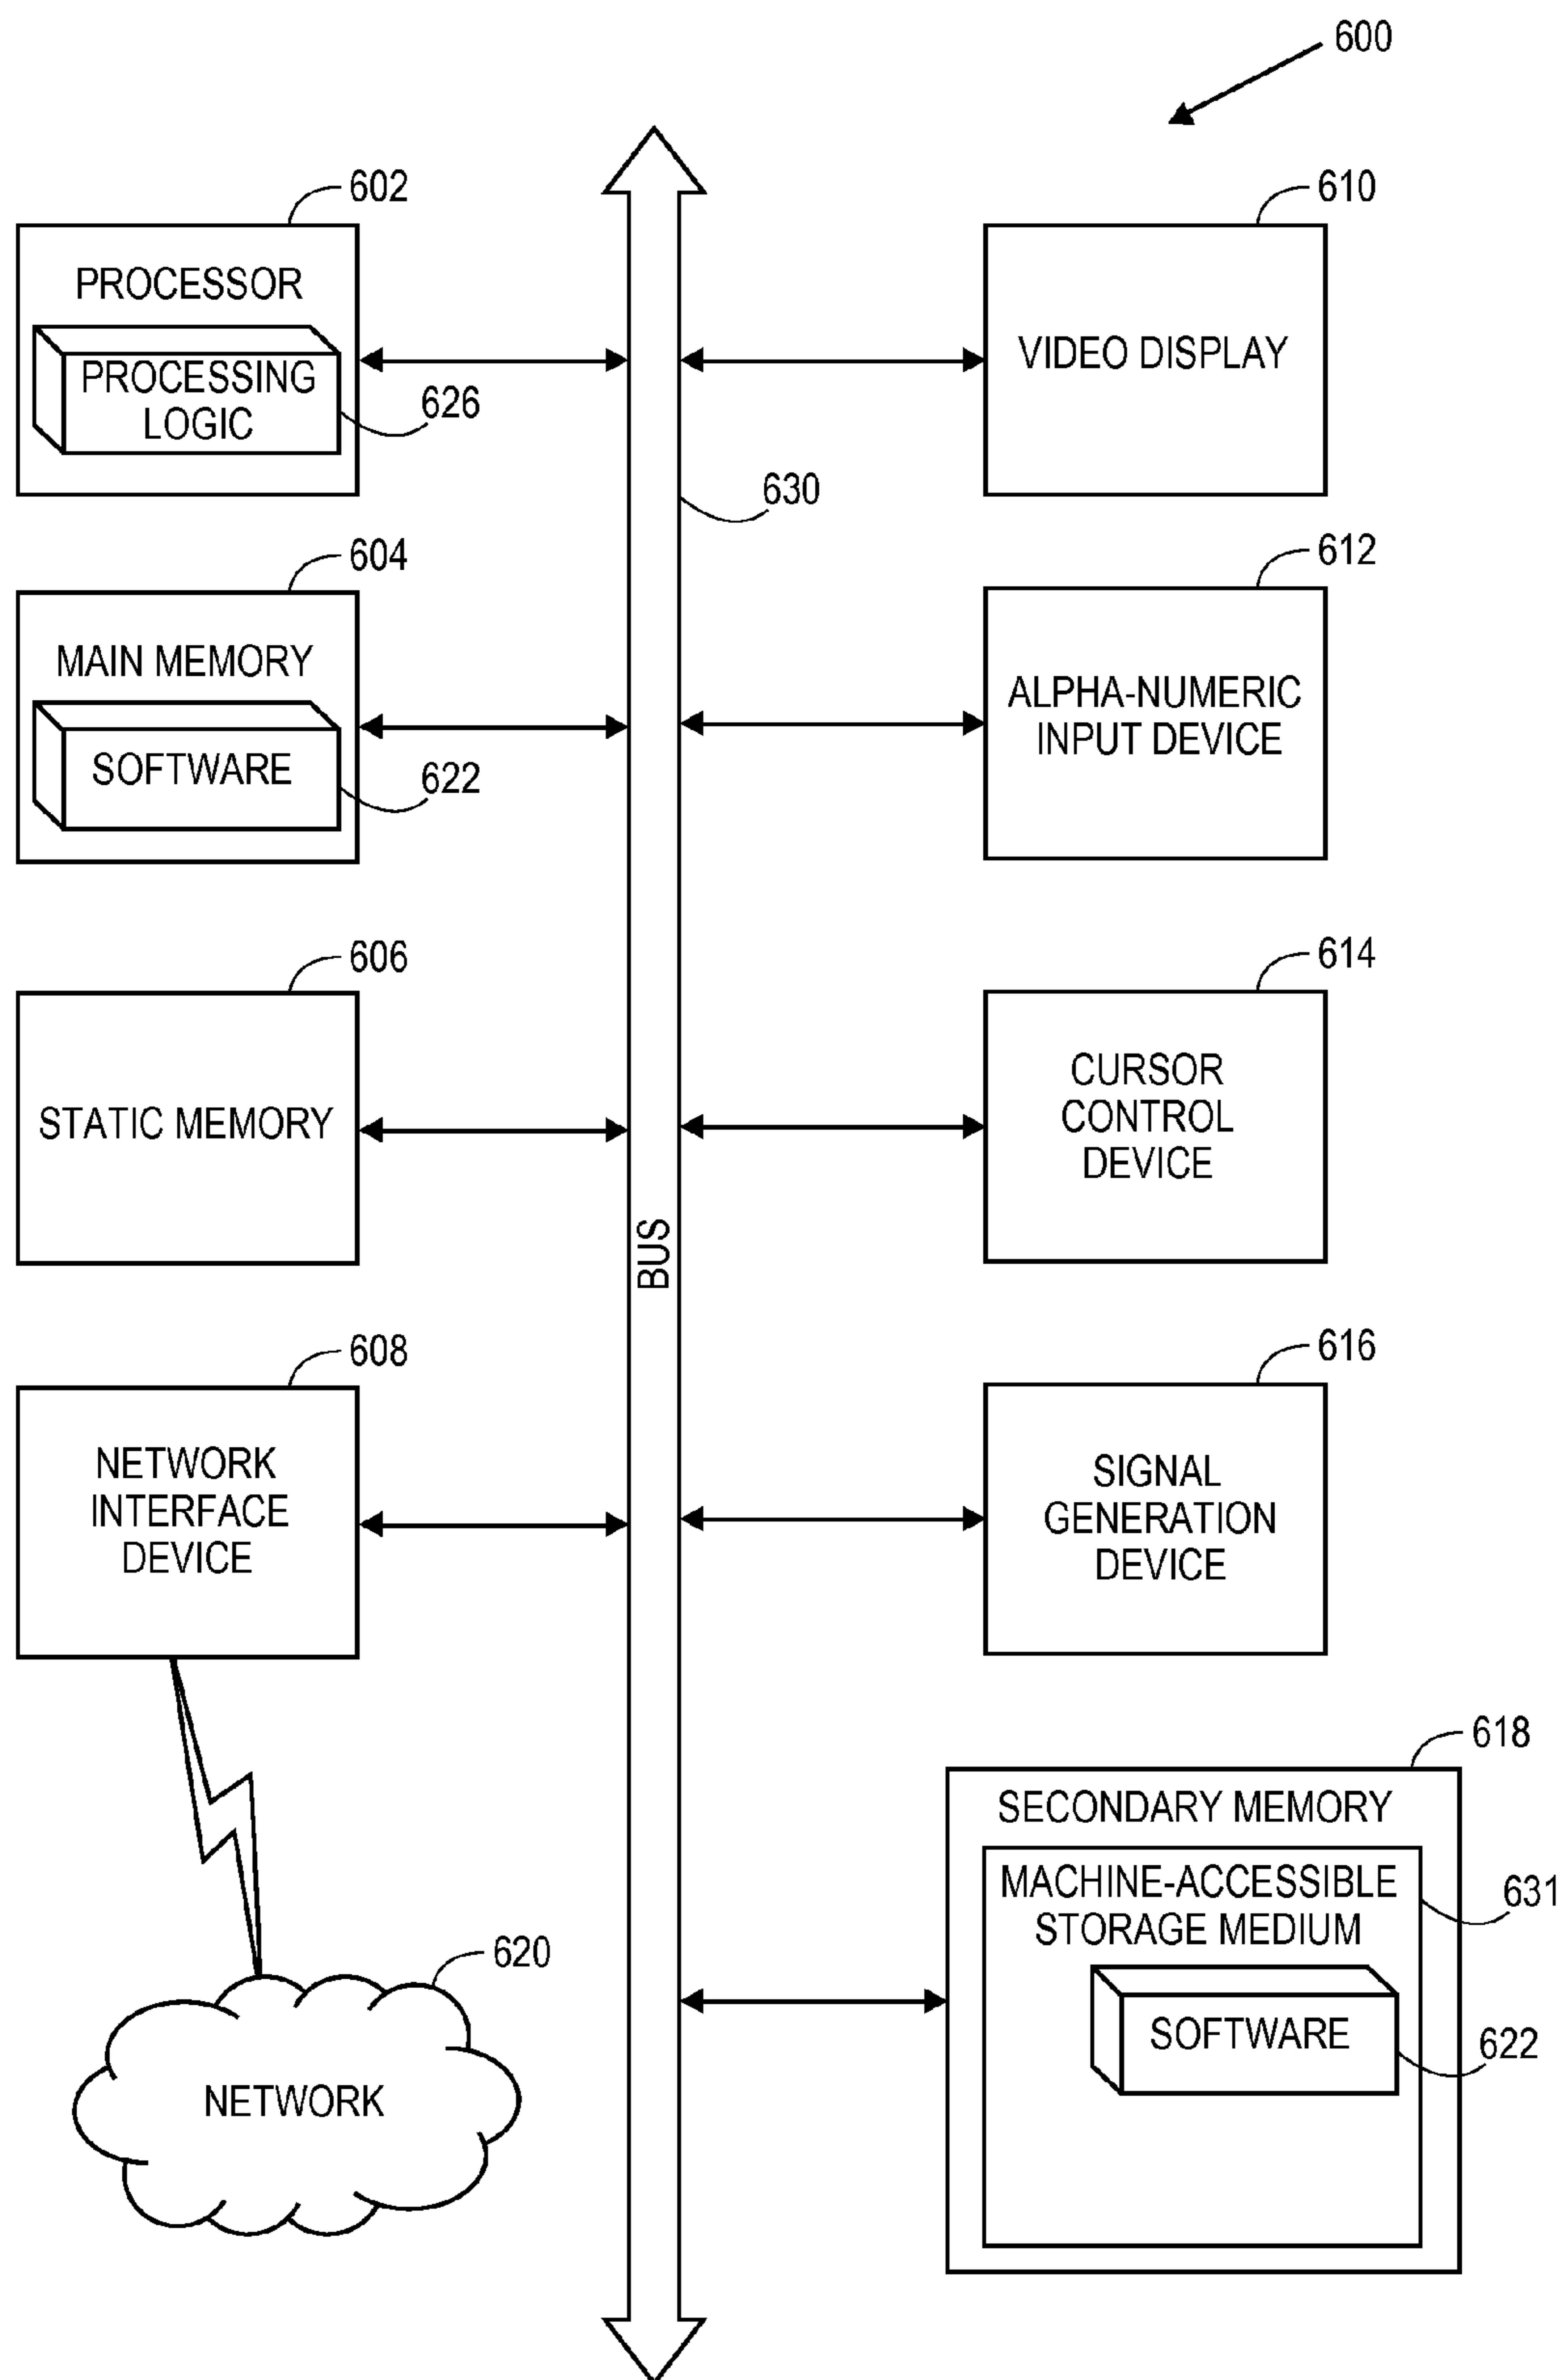 600
602
PROCESSOR
PROCESSING
LOGIC
626
610
VIDEO DISPLAY
630
604
MAIN MEMORY
SOFTWARE
622
612
ALPHA-NUMERIC
INPUT DEVICE
606
STATIC MEMORY
614
CURSOR
CONTROL
DEVICE
BUS
608
NETWORK
INTERFACE
DEVICE
616
SIGNAL
GENERATION
DEVICE
618
SECONDARY MEMORY
MACHINE-ACCESSIBLE
STORAGE MEDIUM
631
SOFTWARE
622
620
NETWORK